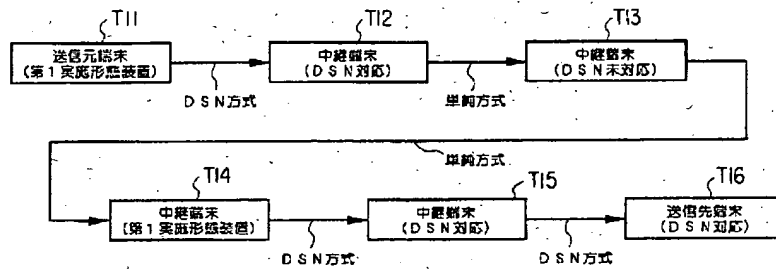 T11
送信元端末
(第1実施形態装置)
DSN方式
T12
中継端末
(DSN対応)
単純方式
T13
中継端末
(DSN未対応)
単純方式
T14
中継端末
(第1実施形態装置)
DSN方式
T15
中継端末
(DSN対応)
DSN方式
T16
送信先端末
(DSN対応)